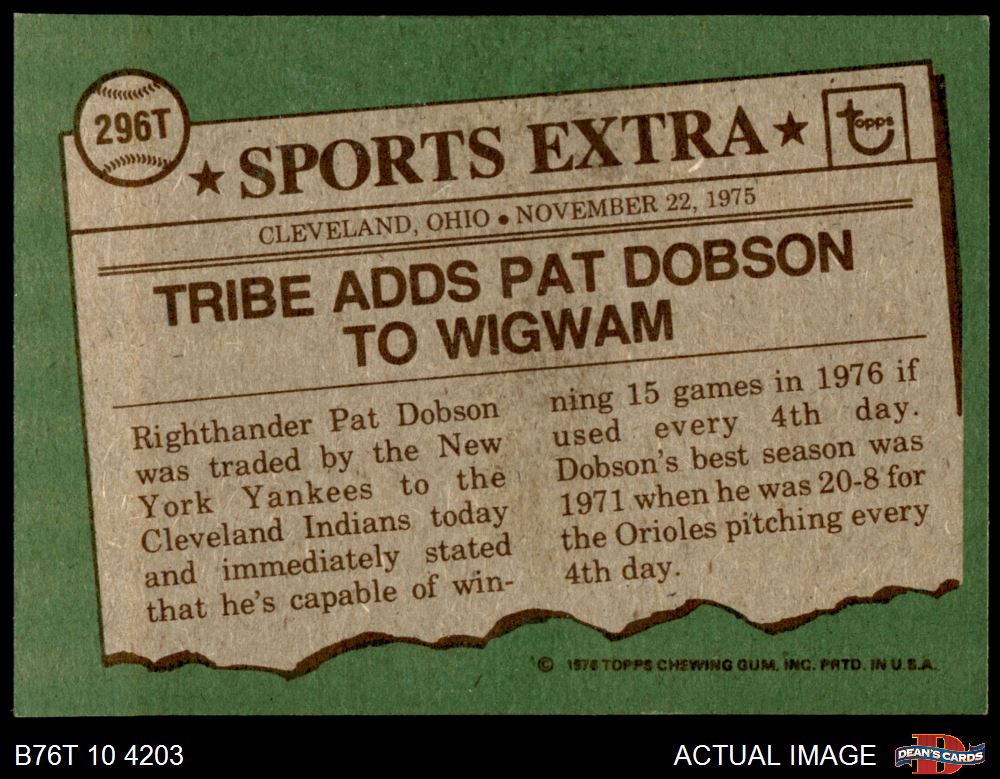 296T
★ SPORTS EXTRA ★
topps
CLEVELAND, OHIO • NOVEMBER 22, 1975
TRIBE ADDS PAT DOBSON
TO WIGWAM
Righthander Pat Dobson
was traded by the New
York Yankees to the
Cleveland Indians today
and immediately stated
that he's capable of win-
ning 15 games in 1976 if
used every 4th day.
Dobson's best season was
1971 when he was 20-8 for
the Orioles pitching every
4th day.
© 1976 TOPPS CHEWING GUM, INC. PRTD. IN U.S.A.
B76T 10 4203
ACTUAL IMAGE
D
DEAN'S CARDS